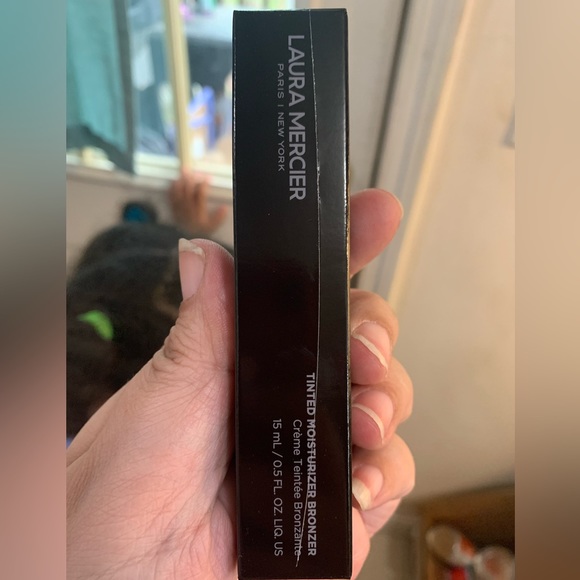 LAURA MERCIER
PARIS | NEW YORK
TINTED MOISTURIZER BRONZER
Crème Teintée Bronzante
15 mL / 0.5 FL. OZ. LIQ. US